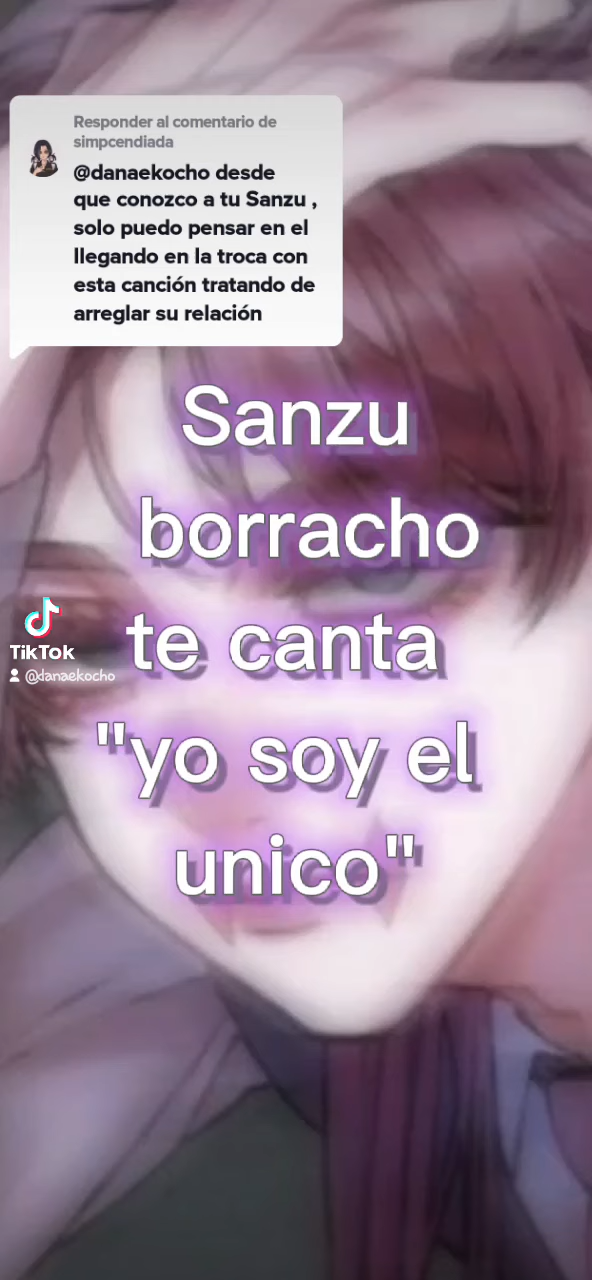 Responder al comentario de
simpcendiada
@danaekocho desde
que conozco a tu Sanzu ,
solo puedo pensar en el
llegando en la troca con
esta canción tratando de
arreglar su relación
Sanzu
borracho
te canta
"yo soy el
unico"
TikTok
@danaekocho